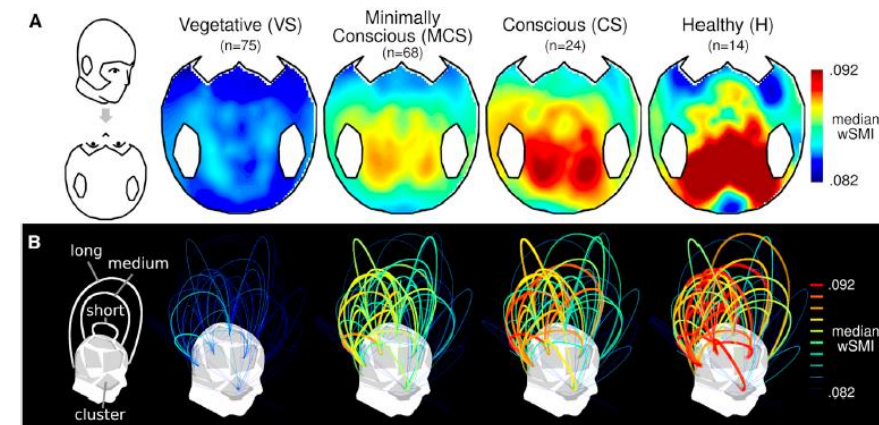 A
Vegetative (VS)
(n=75)
Minimally
Conscious (MCS)
(n=68)
Conscious (CS)
(n=24)
Healthy (H)
(n=14)
.092
median
wSMI
.082
B
long
medium
short
cluster
.092
median
wSMI
.082